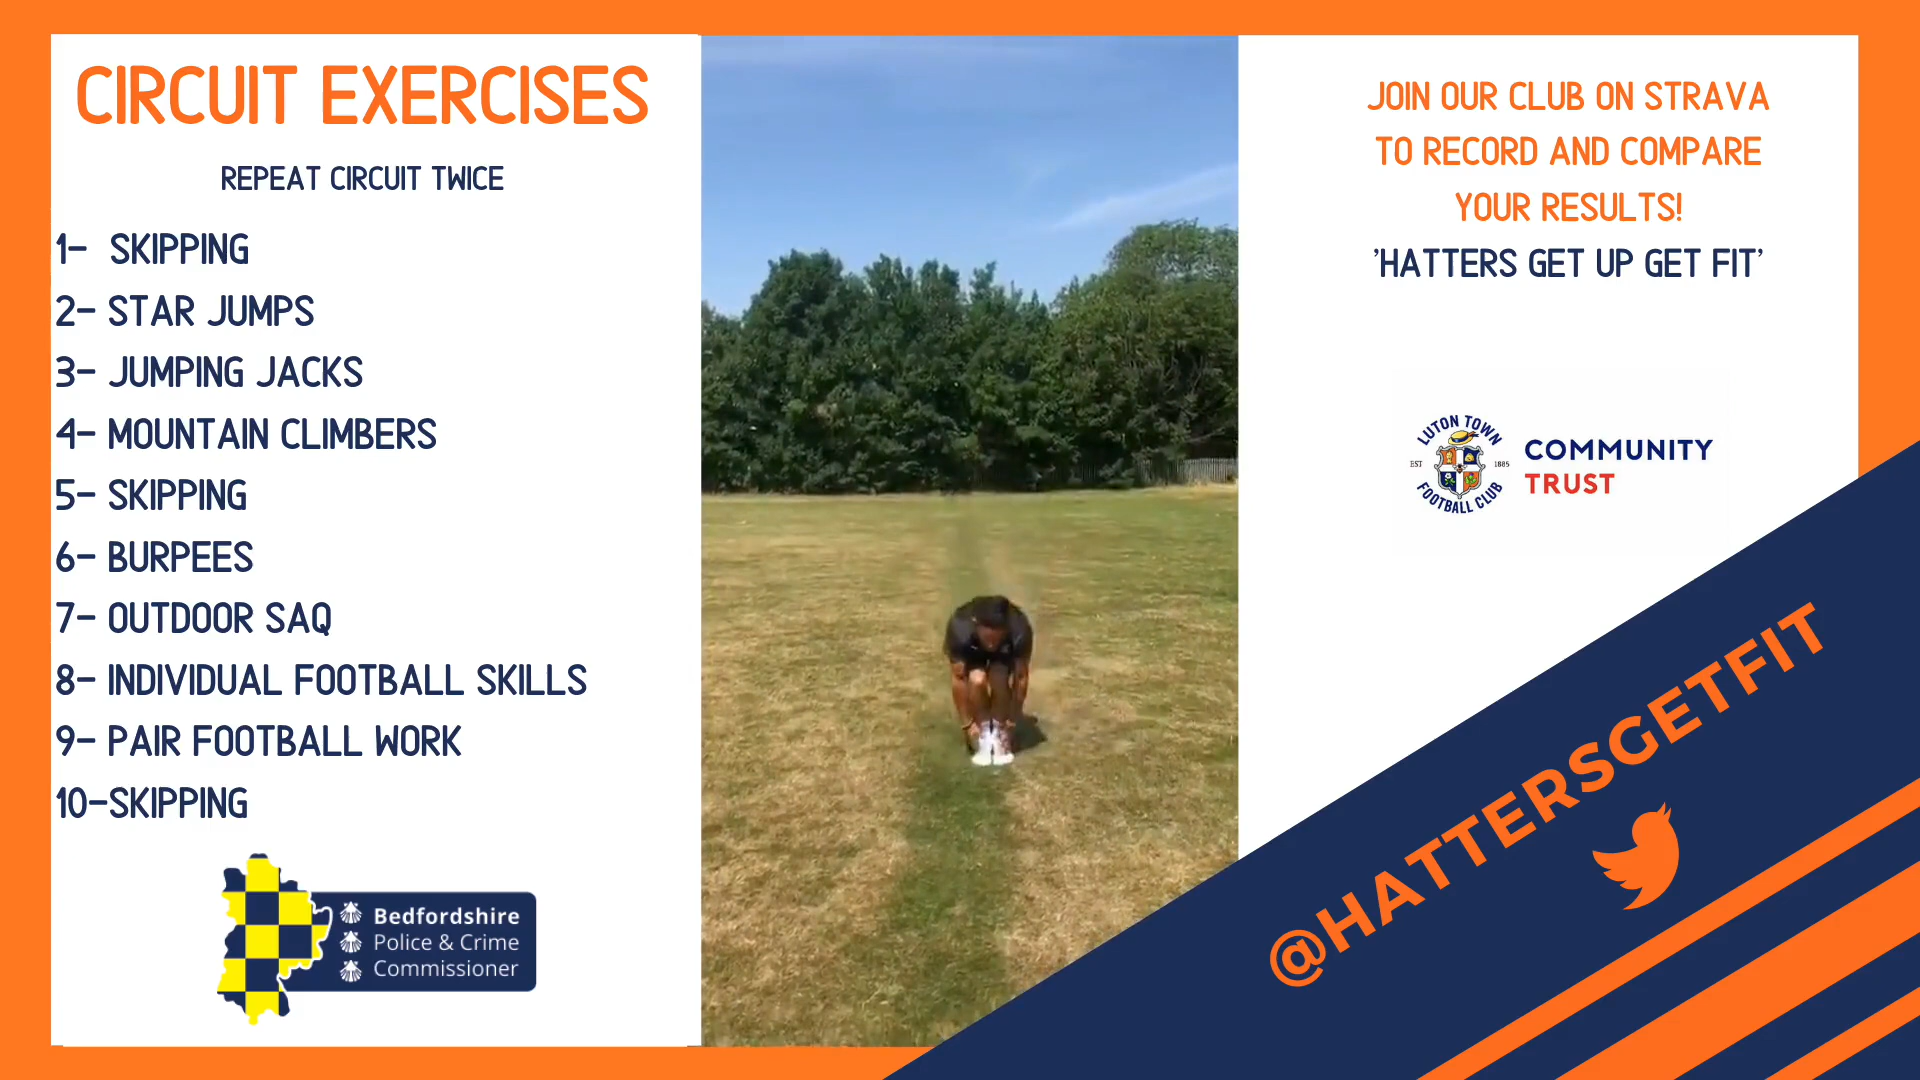 CIRCUIT EXERCISES
REPEAT CIRCUIT TWICE
1- SKIPPING
2- STAR JUMPS
3- JUMPING JACKS
4- MOUNTAIN CLIMBERS
5- SKIPPING
6- BURPEES
7- OUTDOOR SAQ
8- INDIVIDUAL FOOTBALL SKILLS
9- PAIR FOOTBALL WORK
10-SKIPPING
Bedfordshire
Police & Crime
Commissioner
JOIN OUR CLUB ON STRAVA
TO RECORD AND COMPARE
YOUR RESULTS!
'HATTERS GET UP GET FIT'
LUTON TOWN
EST 1885
FOOTBALL CLUB
COMMUNITY
TRUST
@HATTERSGETFIT